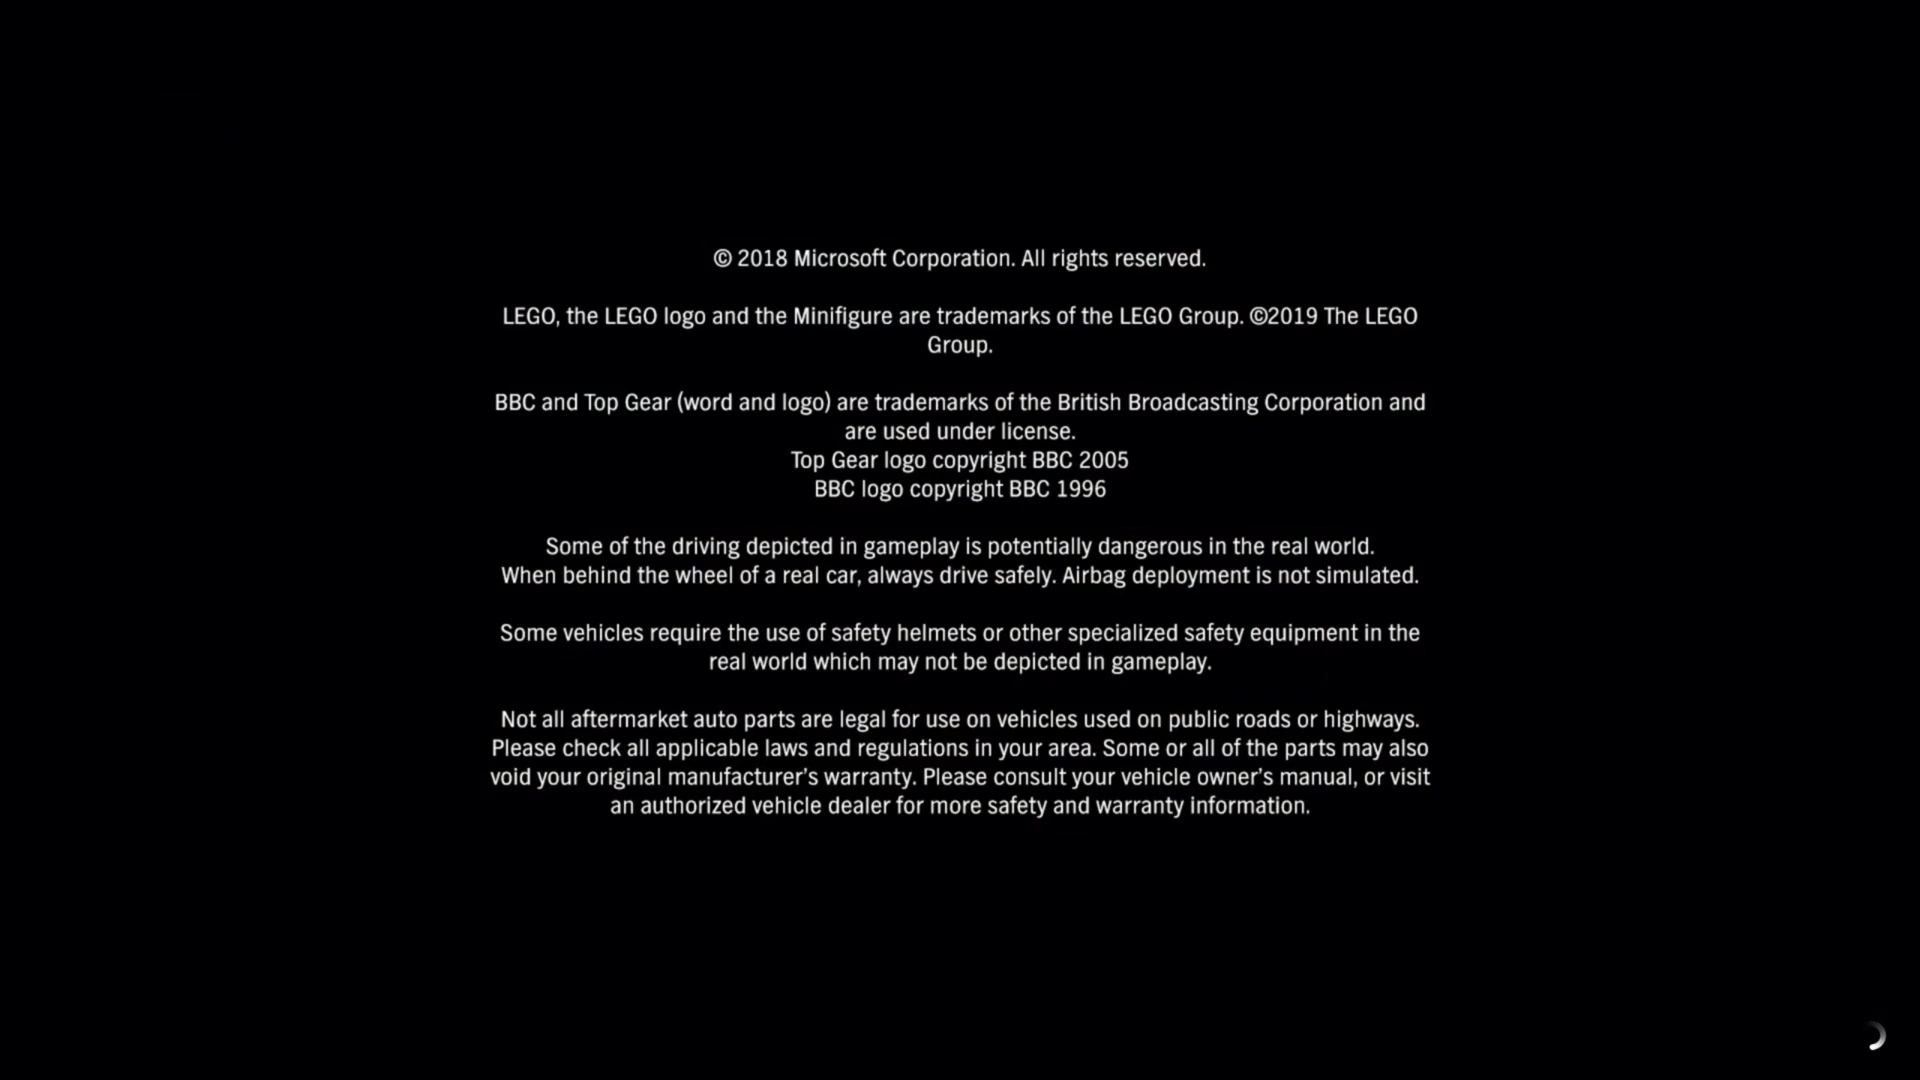 © 2018 Microsoft Corporation. All rights reserved.
LEGO, the LEGO logo and the Minifigure are trademarks of the LEGO Group. ©2019 The LEGO
Group.
BBC and Top Gear (word and logo) are trademarks of the British Broadcasting Corporation and
are used under license.
Top Gear logo copyright BBC 2005
BBC logo copyright BBC 1996
Some of the driving depicted in gameplay is potentially dangerous in the real world.
When behind the wheel of a real car, always drive safely. Airbag deployment is not simulated.
Some vehicles require the use of safety helmets or other specialized safety equipment in the
real world which may not be depicted in gameplay.
Not all aftermarket auto parts are legal for use on vehicles used on public roads or highways.
Please check all applicable laws and regulations in your area. Some or all of the parts may also
void your original manufacturer’s warranty. Please consult your vehicle owner’s manual, or visit
an authorized vehicle dealer for more safety and warranty information.